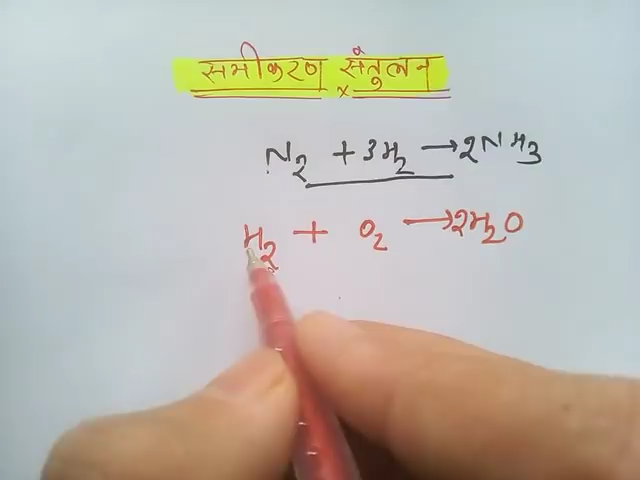 समीकरण संतुलन
N₂ + 3H₂ → 2NH₃
H₂ + O₂ → 2H₂O